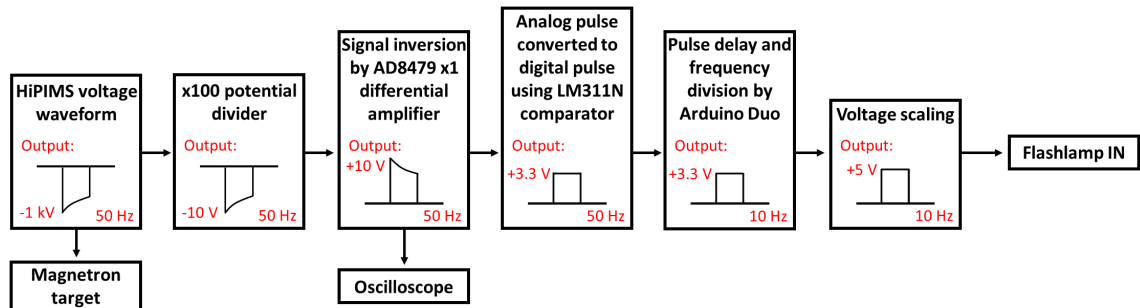 HiPIMS voltage
waveform
Output:
-1 kV
50 Hz
Magnetron
target
x100 potential
divider
Output:
-10 V
50 Hz
Signal inversion
by AD8479 x1
differential
amplifier
Output:
+10 V
50 Hz
Oscilloscope
Analog pulse
converted to
digital pulse
using LM311N
comparator
Output:
+3.3 V
50 Hz
Pulse delay and
frequency
division by
Arduino Duo
Output:
+3.3 V
10 Hz
Voltage scaling
Output:
+5 V
10 Hz
Flashlamp IN